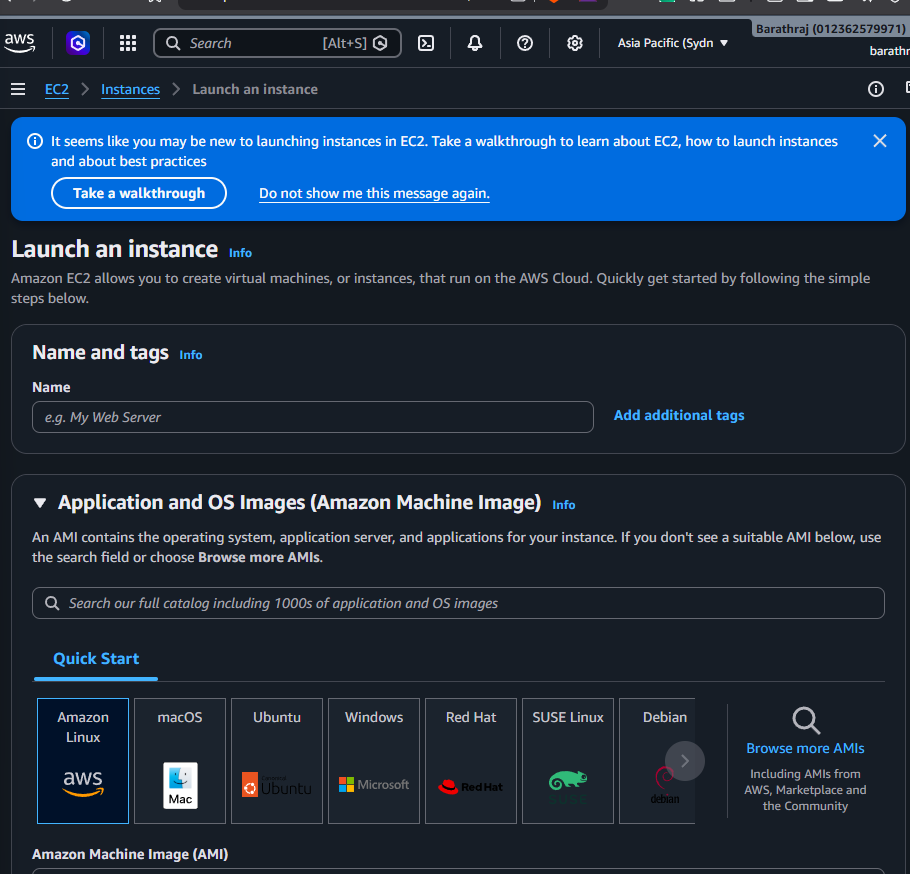 aws
Search [Alt+S]
Asia Pacific (Sydn
Barathraj (012362579971)
barathr
EC2 Instances Launch an instance
It seems like you may be new to launching instances in EC2. Take a walkthrough to learn about EC2, how to launch instances
and about best practices
Take a walkthrough Do not show me this message again.
Launch an instance Info
Amazon EC2 allows you to create virtual machines, or instances, that run on the AWS Cloud. Quickly get started by following the simple
steps below.
Name and tags Info
Name
e.g. My Web Server Add additional tags
Application and OS Images (Amazon Machine Image) Info
An AMI contains the operating system, application server, and applications for your instance. If you don't see a suitable AMI below, use
the search field or choose Browse more AMIs.
Search our full catalog including 1000s of application and OS images
Quick Start
Amazon
Linux
aws
macOS
Mac
Ubuntu
Ubuntu
Windows
Microsoft
Red Hat
Red Hat
SUSE Linux
Debian
debian
Browse more AMIs
Including AMIs from
AWS, Marketplace and
the Community
Amazon Machine Image (AMI)